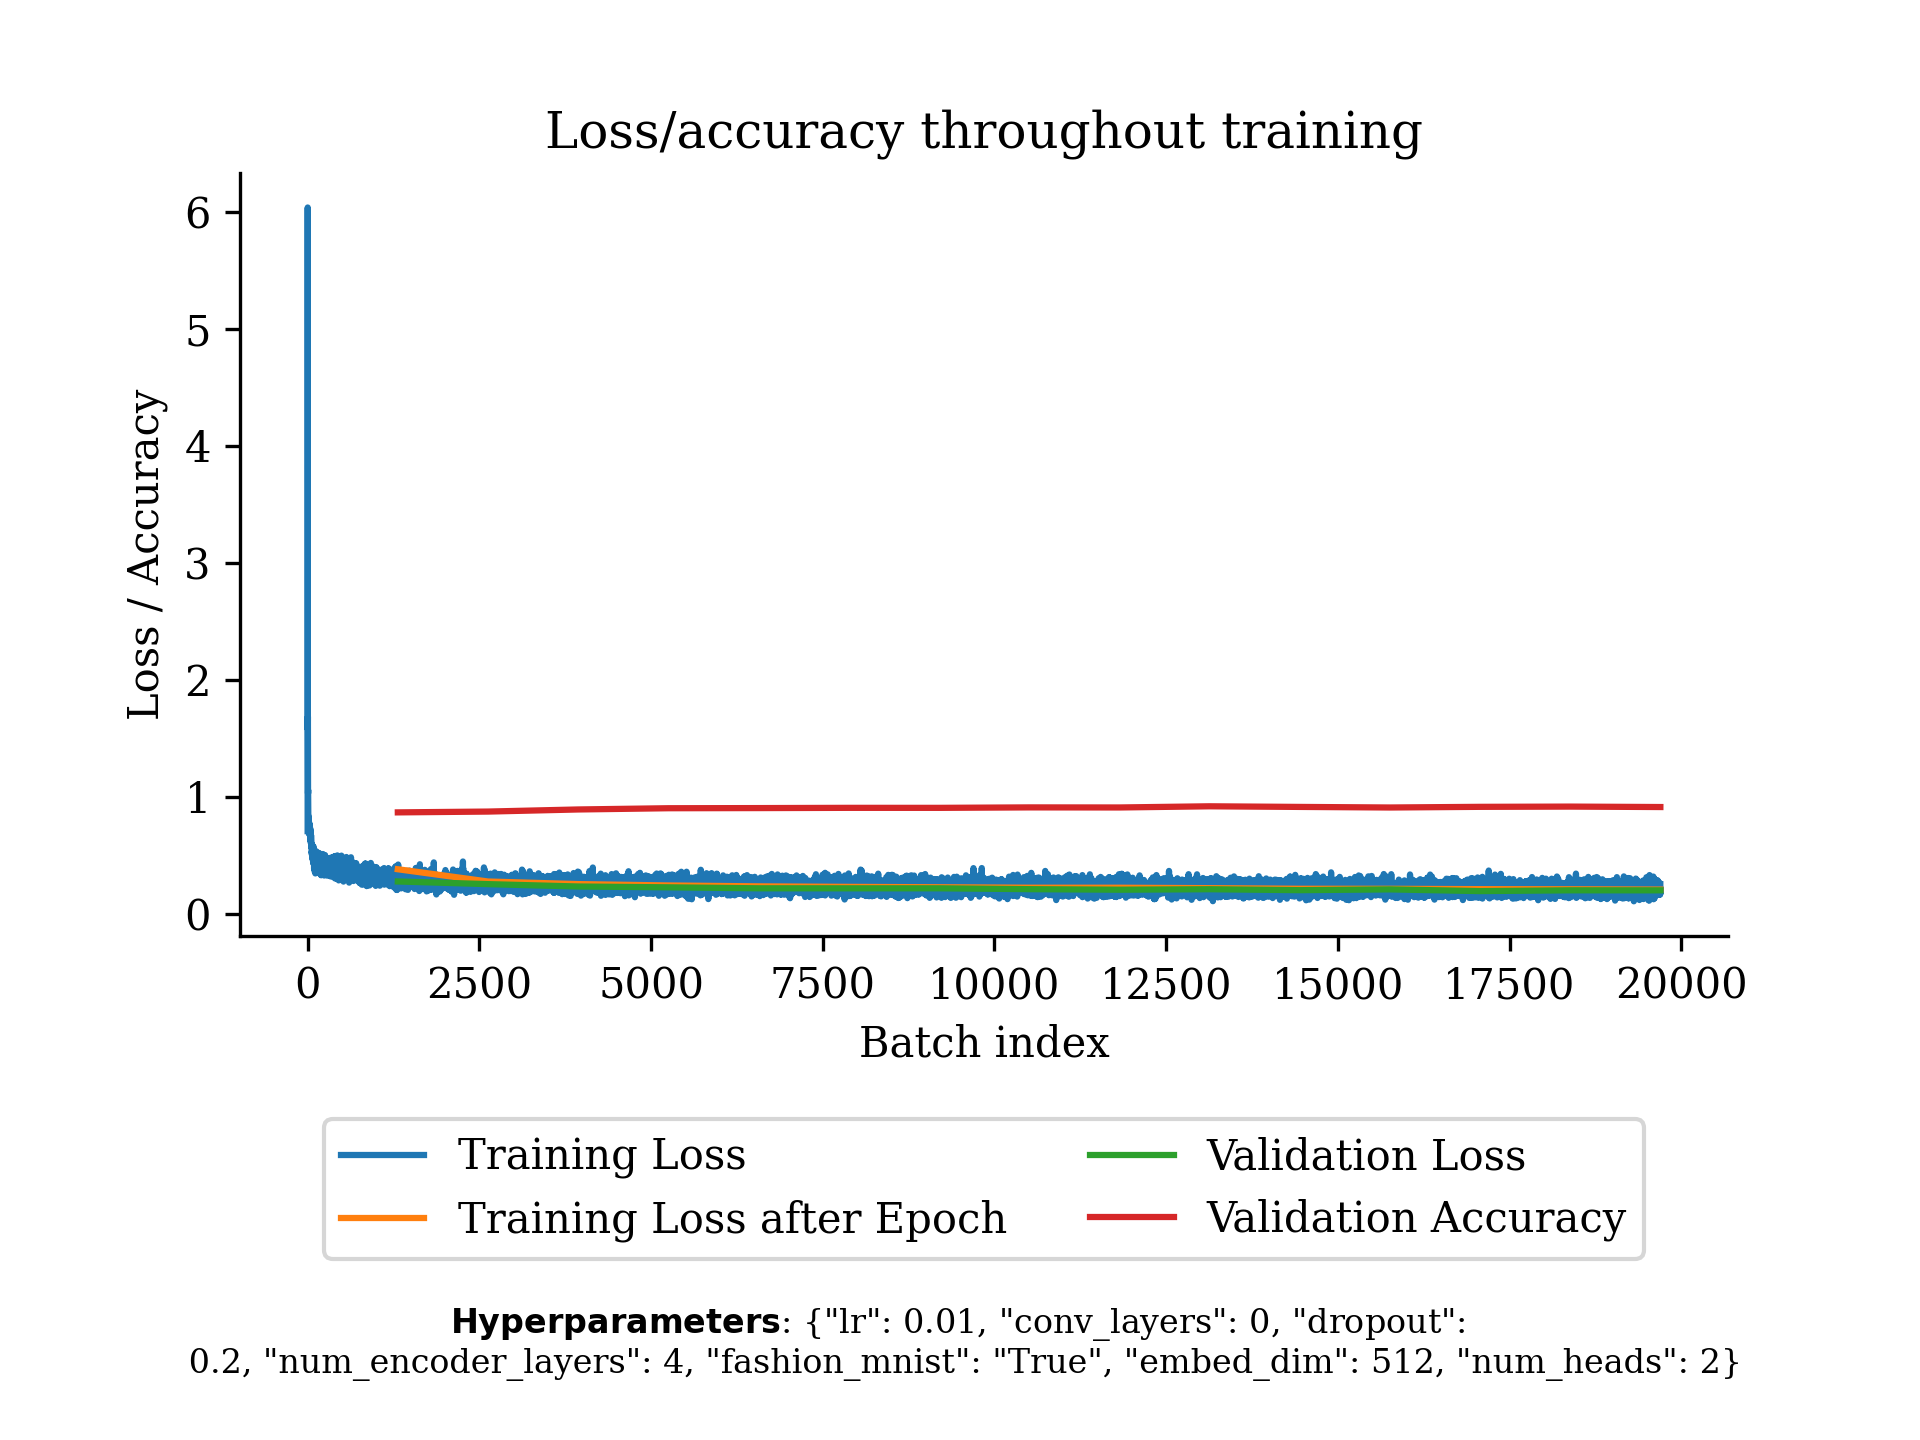 Loss/accuracy throughout training
Loss / Accuracy
6
5
4
3
2
1
0
0 2500 5000 7500 10000 12500 15000 17500 20000
Batch index
Training Loss
Training Loss after Epoch
Validation Loss
Validation Accuracy
Hyperparameters: {"lr": 0.01, "conv_layers": 0, "dropout":
0.2, "num_encoder_layers": 4, "fashion_mnist": "True", "embed_dim": 512, "num_heads": 2}